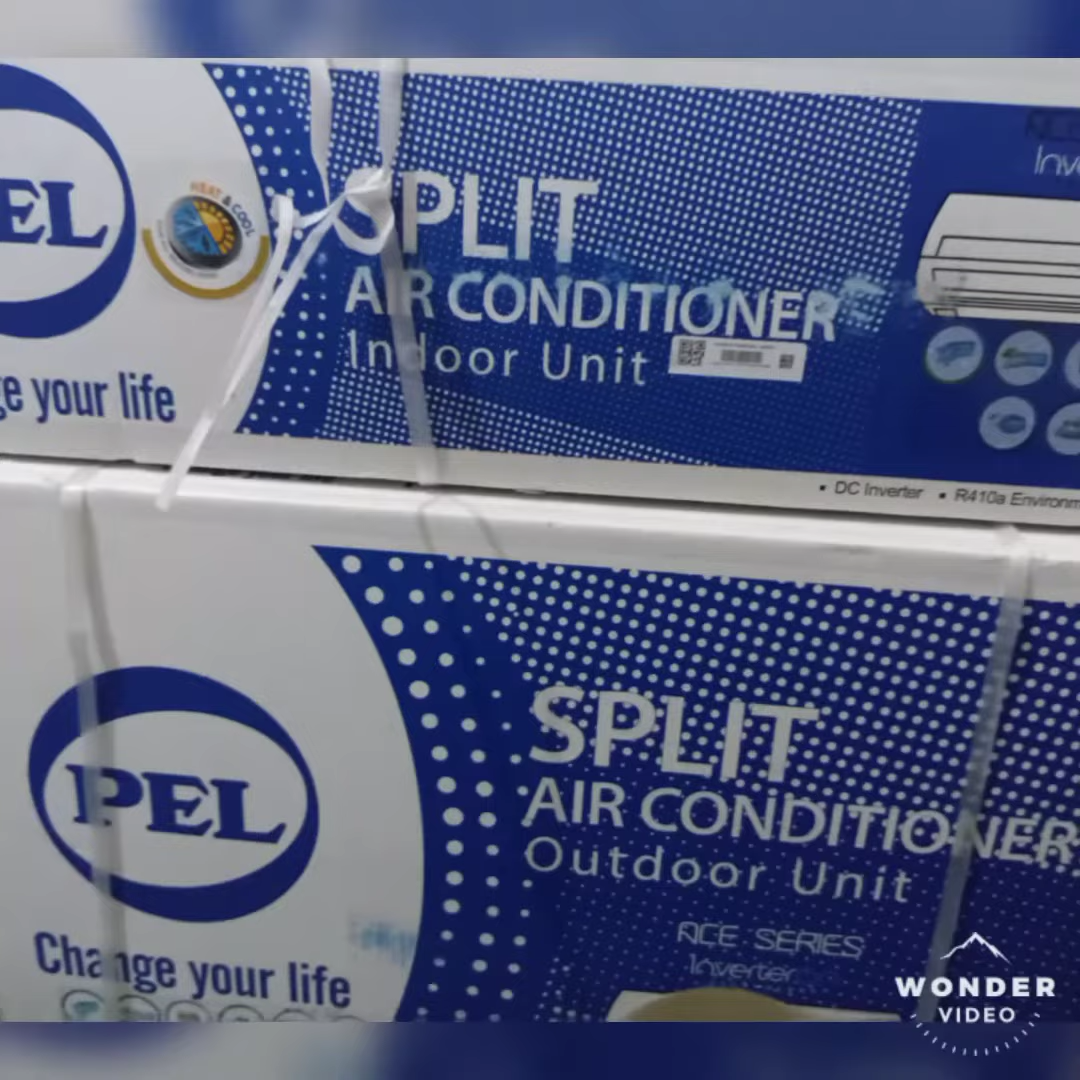 EL
HEAT & COOL
SPLIT
AIR CONDITIONER
Indoor Unit
Inve
ge your life
• DC Inverter • R410a Environm
PEL
Change your life
SPLIT
AIR CONDITIONER
Outdoor Unit
ACE SERIES
Inverter
WONDER
VIDEO